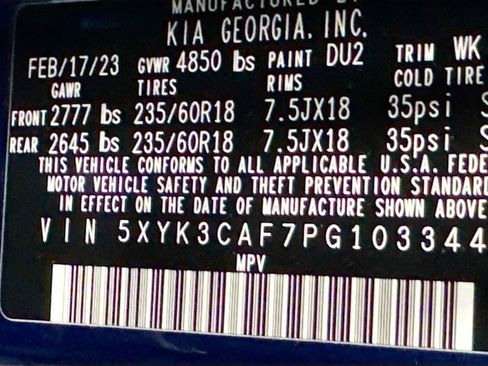 MANUFACTURED BY
KIA GEORGIA, INC.
FEB/17/23 GVWR 4850 lbs PAINT DU2 TRIM WK
GAWR TIRES RIMS COLD TIRE
FRONT 2777 lbs 235/60R18 7.5JX18 35psi
REAR 2645 lbs 235/60R18 7.5JX18 35psi
THIS VEHICLE CONFORMS TO ALL APPLICABLE U.S.A. FEDE
MOTOR VEHICLE SAFETY AND THEFT PREVENTION STANDARD
IN EFFECT ON THE DATE OF MANUFACTURE SHOWN ABOVE
VIN 5XYK3CAF7PG103344
MPV